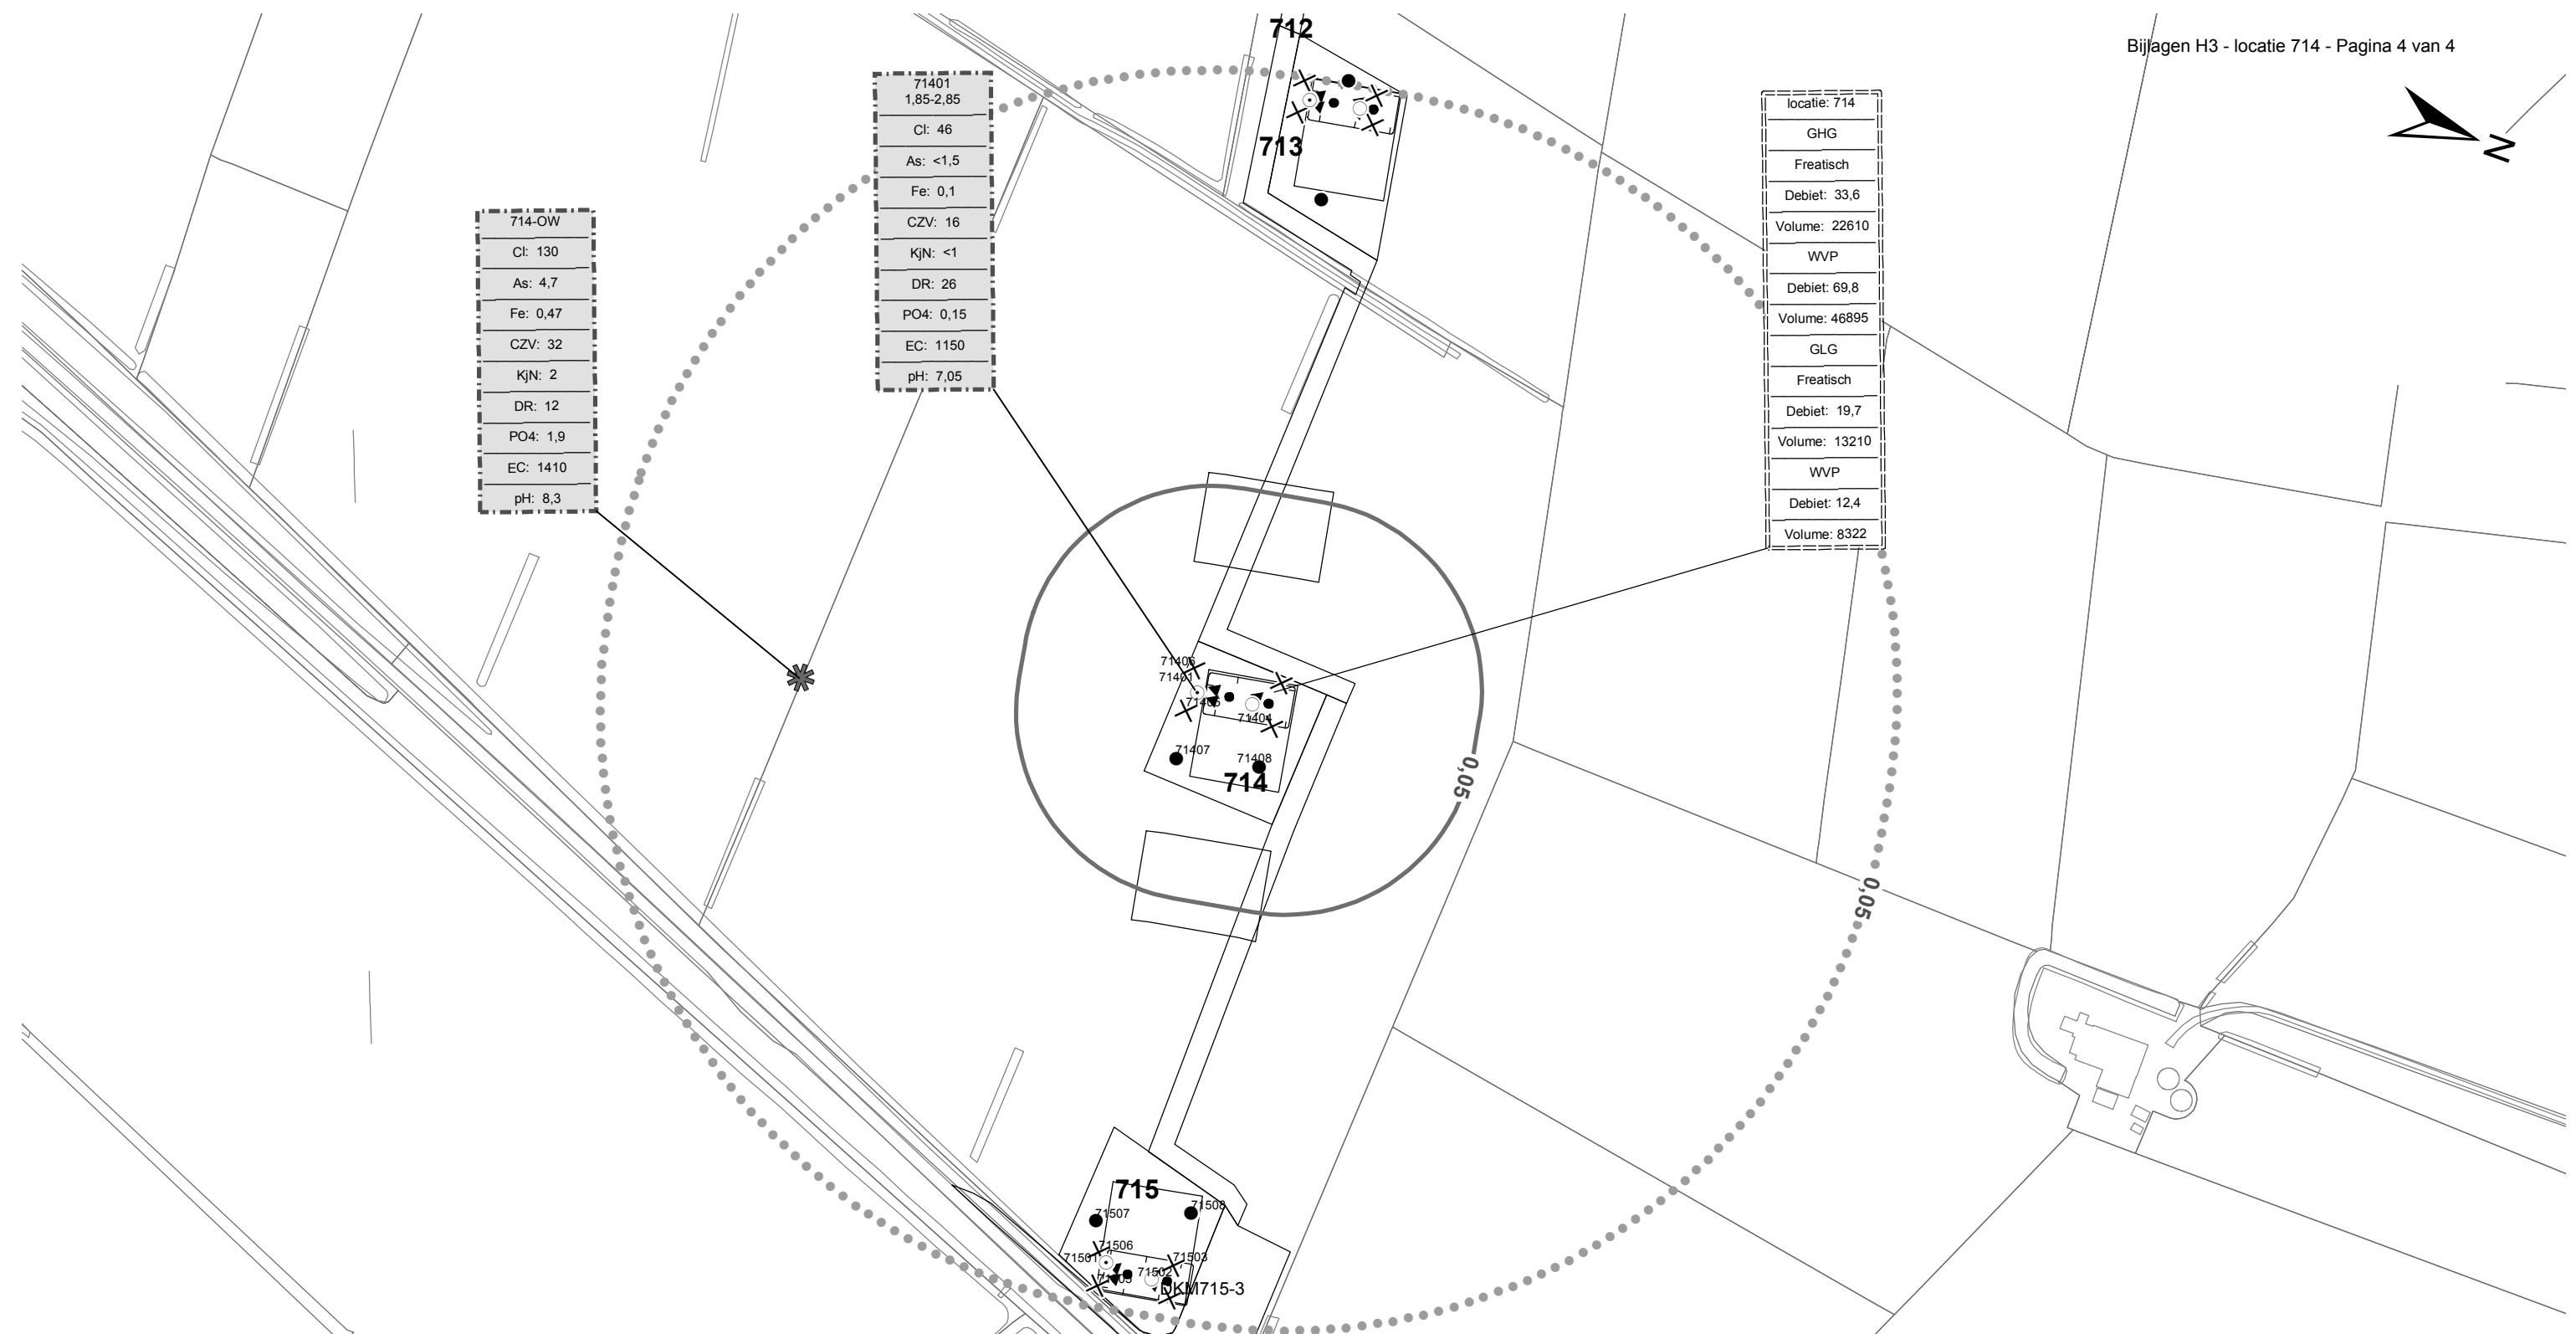 Bijlagen H3 - locatie 714 - Pagina 4 van 4
N
712
713
71401
1,85-2,85
Cl: 46
As: <1,5
Fe: 0,1
CZV: 16
KjN: <1
DR: 26
PO4: 0,15
EC: 1150
pH: 7,05
locatie: 714
GHG
Freatisch
Debiet: 33,6
Volume: 22610
WVP
Debiet: 69,8
Volume: 46895
GLG
Freatisch
Debiet: 19,7
Volume: 13210
WVP
Debiet: 12,4
Volume: 8322
714-OW
Cl: 130
As: 4,7
Fe: 0,47
CZV: 32
KjN: 2
DR: 12
PO4: 1,9
EC: 1410
pH: 8,3
71406
71401
71405
71404
71407
71408
714
0,05
0,05
715
71507
71508
71506
71501
71503
71502
DKM715-3